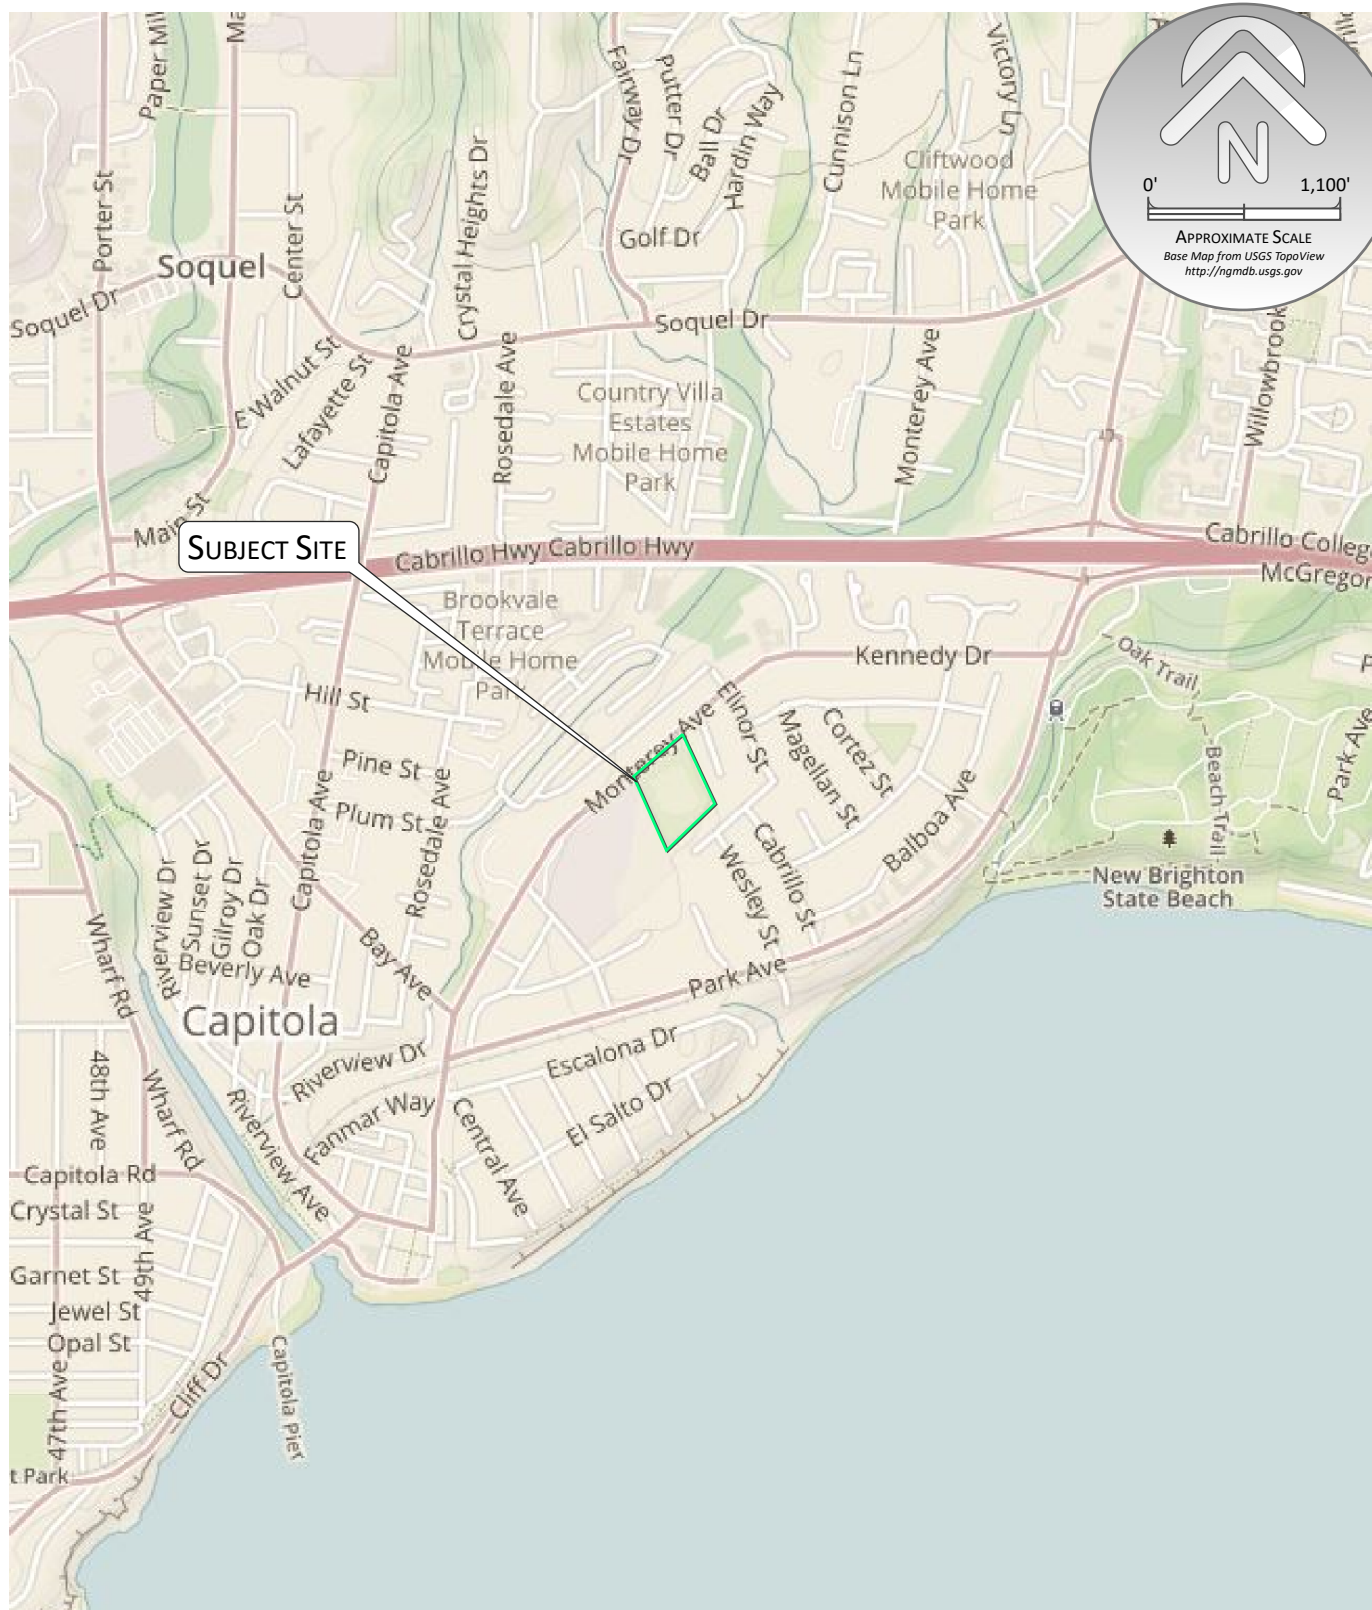 Paper Mil
Ma
Fairway Dr
Putter Dr
Ball Dr
Hardin Way
Cunnison Ln
Victory Ln
Cliftwood
Mobile Home
Park
N
0' 1,100'
APPROXIMATE SCALE
Base Map from USGS TopoView
http://ngmdb.usgs.gov
Porter St
Soquel
Center St
Crystal Heights Dr
Golf Dr
Soquel Dr
Soquel Dr
E Walnut St
Lafayette St
Capitola Ave
Rosedale Ave
Country Villa
Estates
Mobile Home
Park
Monterey Ave
Willowbrook
Main St
SUBJECT SITE
Cabrillo Hwy Cabrillo Hwy
Cabrillo Colleg
McGregor
Brookvale
Terrace
Mobile Home
Park
Kennedy Dr
Oak Trail
Hill St
Elinor St
Monterey Ave
Magellan St
Cortez St
Beach Trail
Park Ave
Pine St
Plum St
Capitola Ave
Rosedale Ave
Balboa Ave
Cabrillo St
Wesley St
New Brighton
State Beach
Riverview Dr
Sunset Dr
Gilroy Dr
Oak Dr
Beverly Ave
Bay Ave
Wharf Rd
Park Ave
Capitola
Riverview Dr
Escalona Dr
48th Ave
Wharf Rd
Riverview Ave
Fanmar Way
Central Ave
El Salto Dr
Capitola Rd
Crystal St
49th Ave
Garnet St
Jewel St
Opal St
47th Ave
Cliff Dr
Capitola Pier
t Park